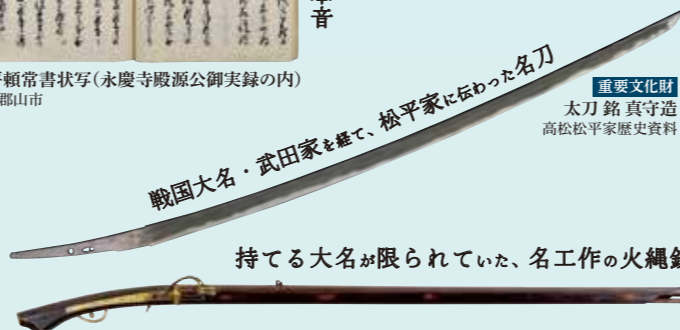 本音
平頼常書状写（永慶寺殿源公御実録の内）
郡山市
戦国大名・武田家を経て、松平家に伝わった名刀
重要文化財
太刀 銘 真守造
高松松平家歴史資料
持てる大名が限られていた、名工作の火縄銃